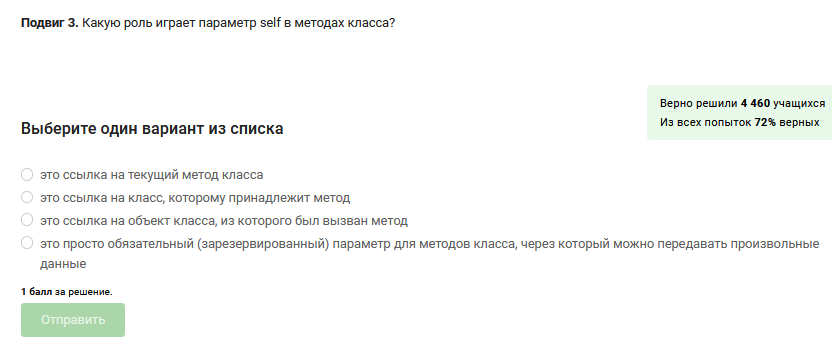 Подвиг 3. Какую роль играет параметр self в методах класса?
Верно решили 4 460 учащихся
Из всех попыток 72% верных
Выберите один вариант из списка
это ссылка на текущий метод класса
это ссылка на класс, которому принадлежит метод
это ссылка на объект класса, из которого был вызван метод
это просто обязательный (зарезервированный) параметр для методов класса, через который можно передавать произвольные
данные
1 балл за решение.
Отправить